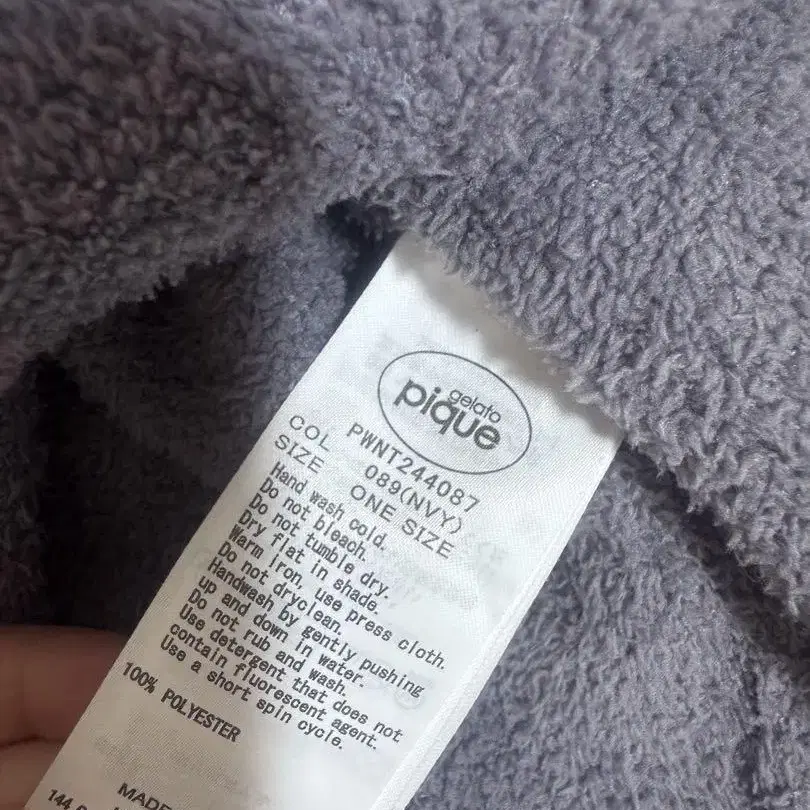 gelato
pique
PWNT244087
COL 089(NVY)
SIZE ONE SIZE
Hand wash cold.
Do not bleach.
Do not tumble dry.
Dry flat in shade.
Warm iron, use press cloth.
Do not dryclean.
Handwash by gently pushing
up and down in water.
Do not rub and wash.
Use detergent that does not
contain fluorescent agent.
Use a short spin cycle.
100% POLYESTER
MADE
144